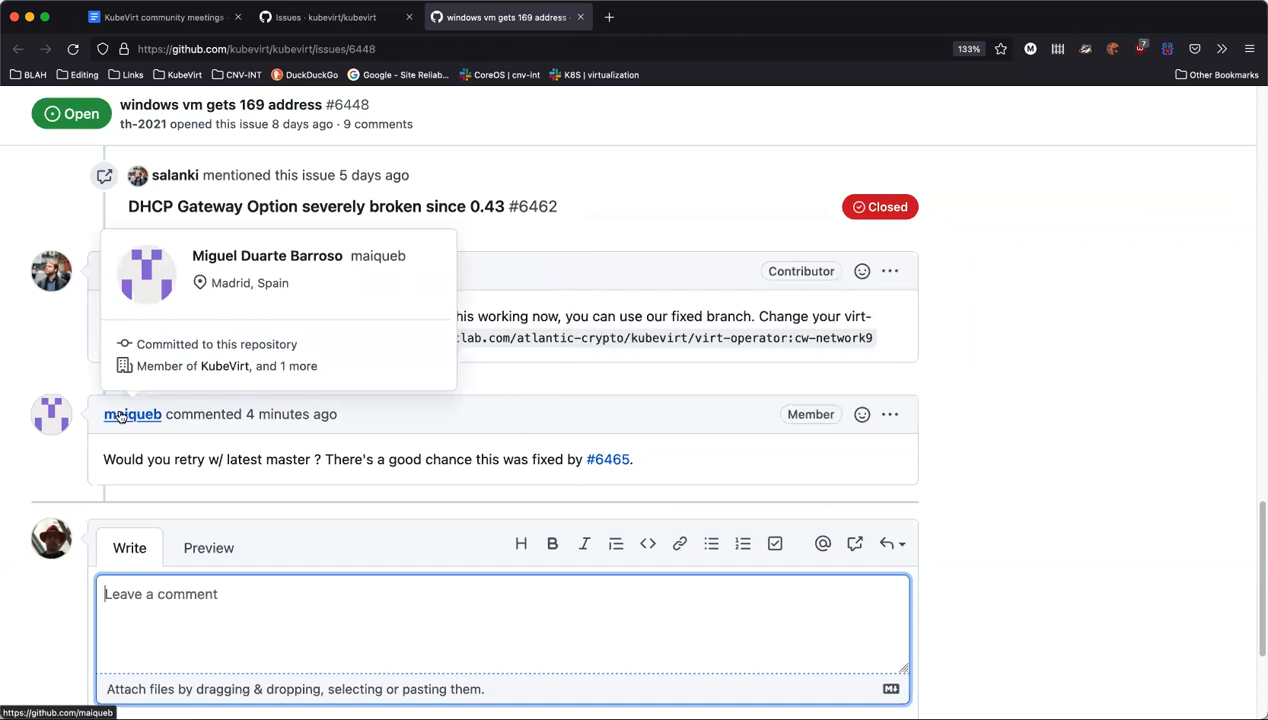 KubeVirt community meetings
Issues · kubevirt/kubevirt
windows vm gets 169 address
https://github.com/kubevirt/kubevirt/issues/6448
133%
M
7
BLAH
Editing
Links
KubeVirt
CNV-INT
DuckDuckGo
Google - Site Reliab...
CoreOS | cnv-int
K8S | virtualization
Other Bookmarks
Open
windows vm gets 169 address #6448
th-2021 opened this issue 8 days ago · 9 comments
salanki mentioned this issue 5 days ago
DHCP Gateway Option severely broken since 0.43 #6462
Closed
Miguel Duarte Barroso maiqueb
Madrid, Spain
Committed to this repository
Member of KubeVirt, and 1 more
Contributor
his working now, you can use our fixed branch. Change your virt-
lab.com/atlantic-crypto/kubevirt/virt-operator:cw-network9
maiqueb commented 4 minutes ago
Member
Would you retry w/ latest master ? There's a good chance this was fixed by #6465.
Write
Preview
Leave a comment
Attach files by dragging & dropping, selecting or pasting them.
https://github.com/maiqueb